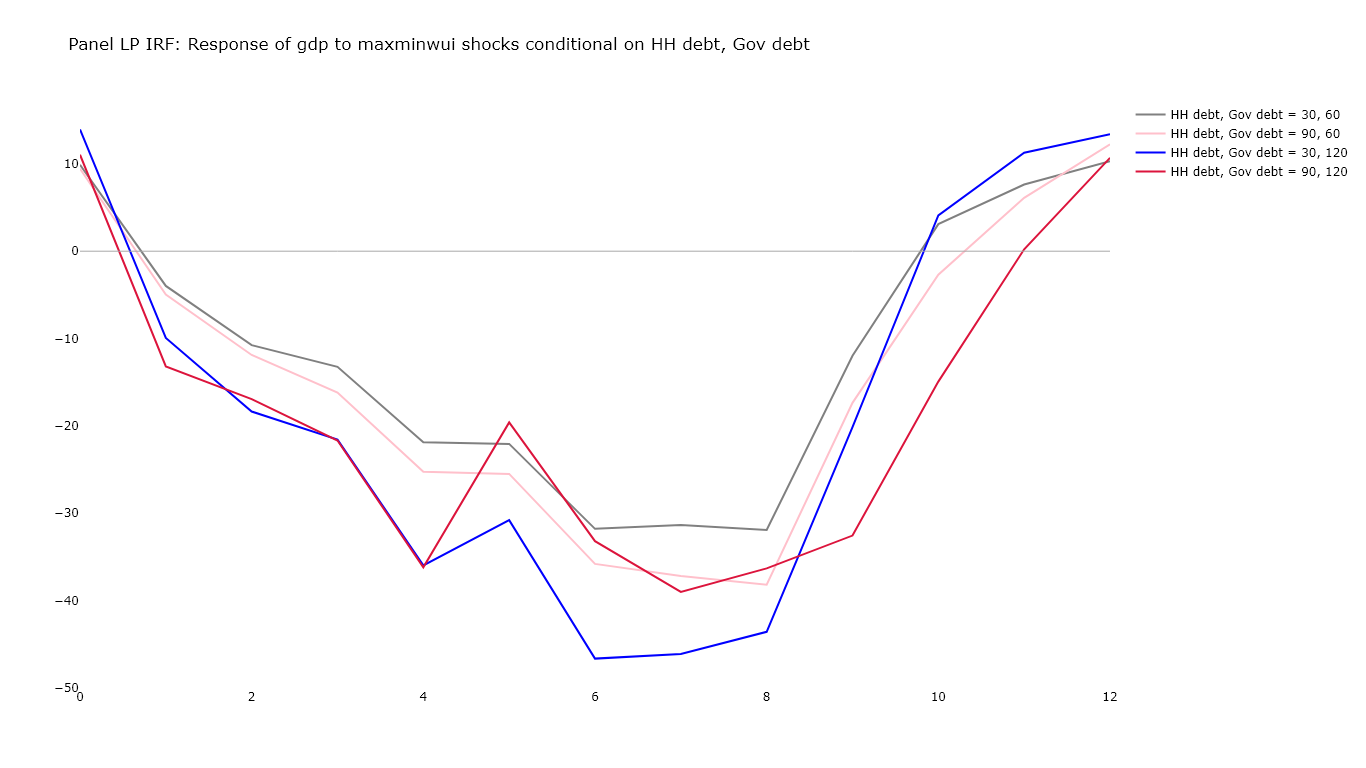 Panel LP IRF: Response of gdp to maxminwui shocks conditional on HH debt, Gov debt
HH debt, Gov debt = 30, 60
HH debt, Gov debt = 90, 60
HH debt, Gov debt = 30, 120
HH debt, Gov debt = 90, 120
10
0
−10
−20
−30
−40
−50
0
2
4
6
8
10
12